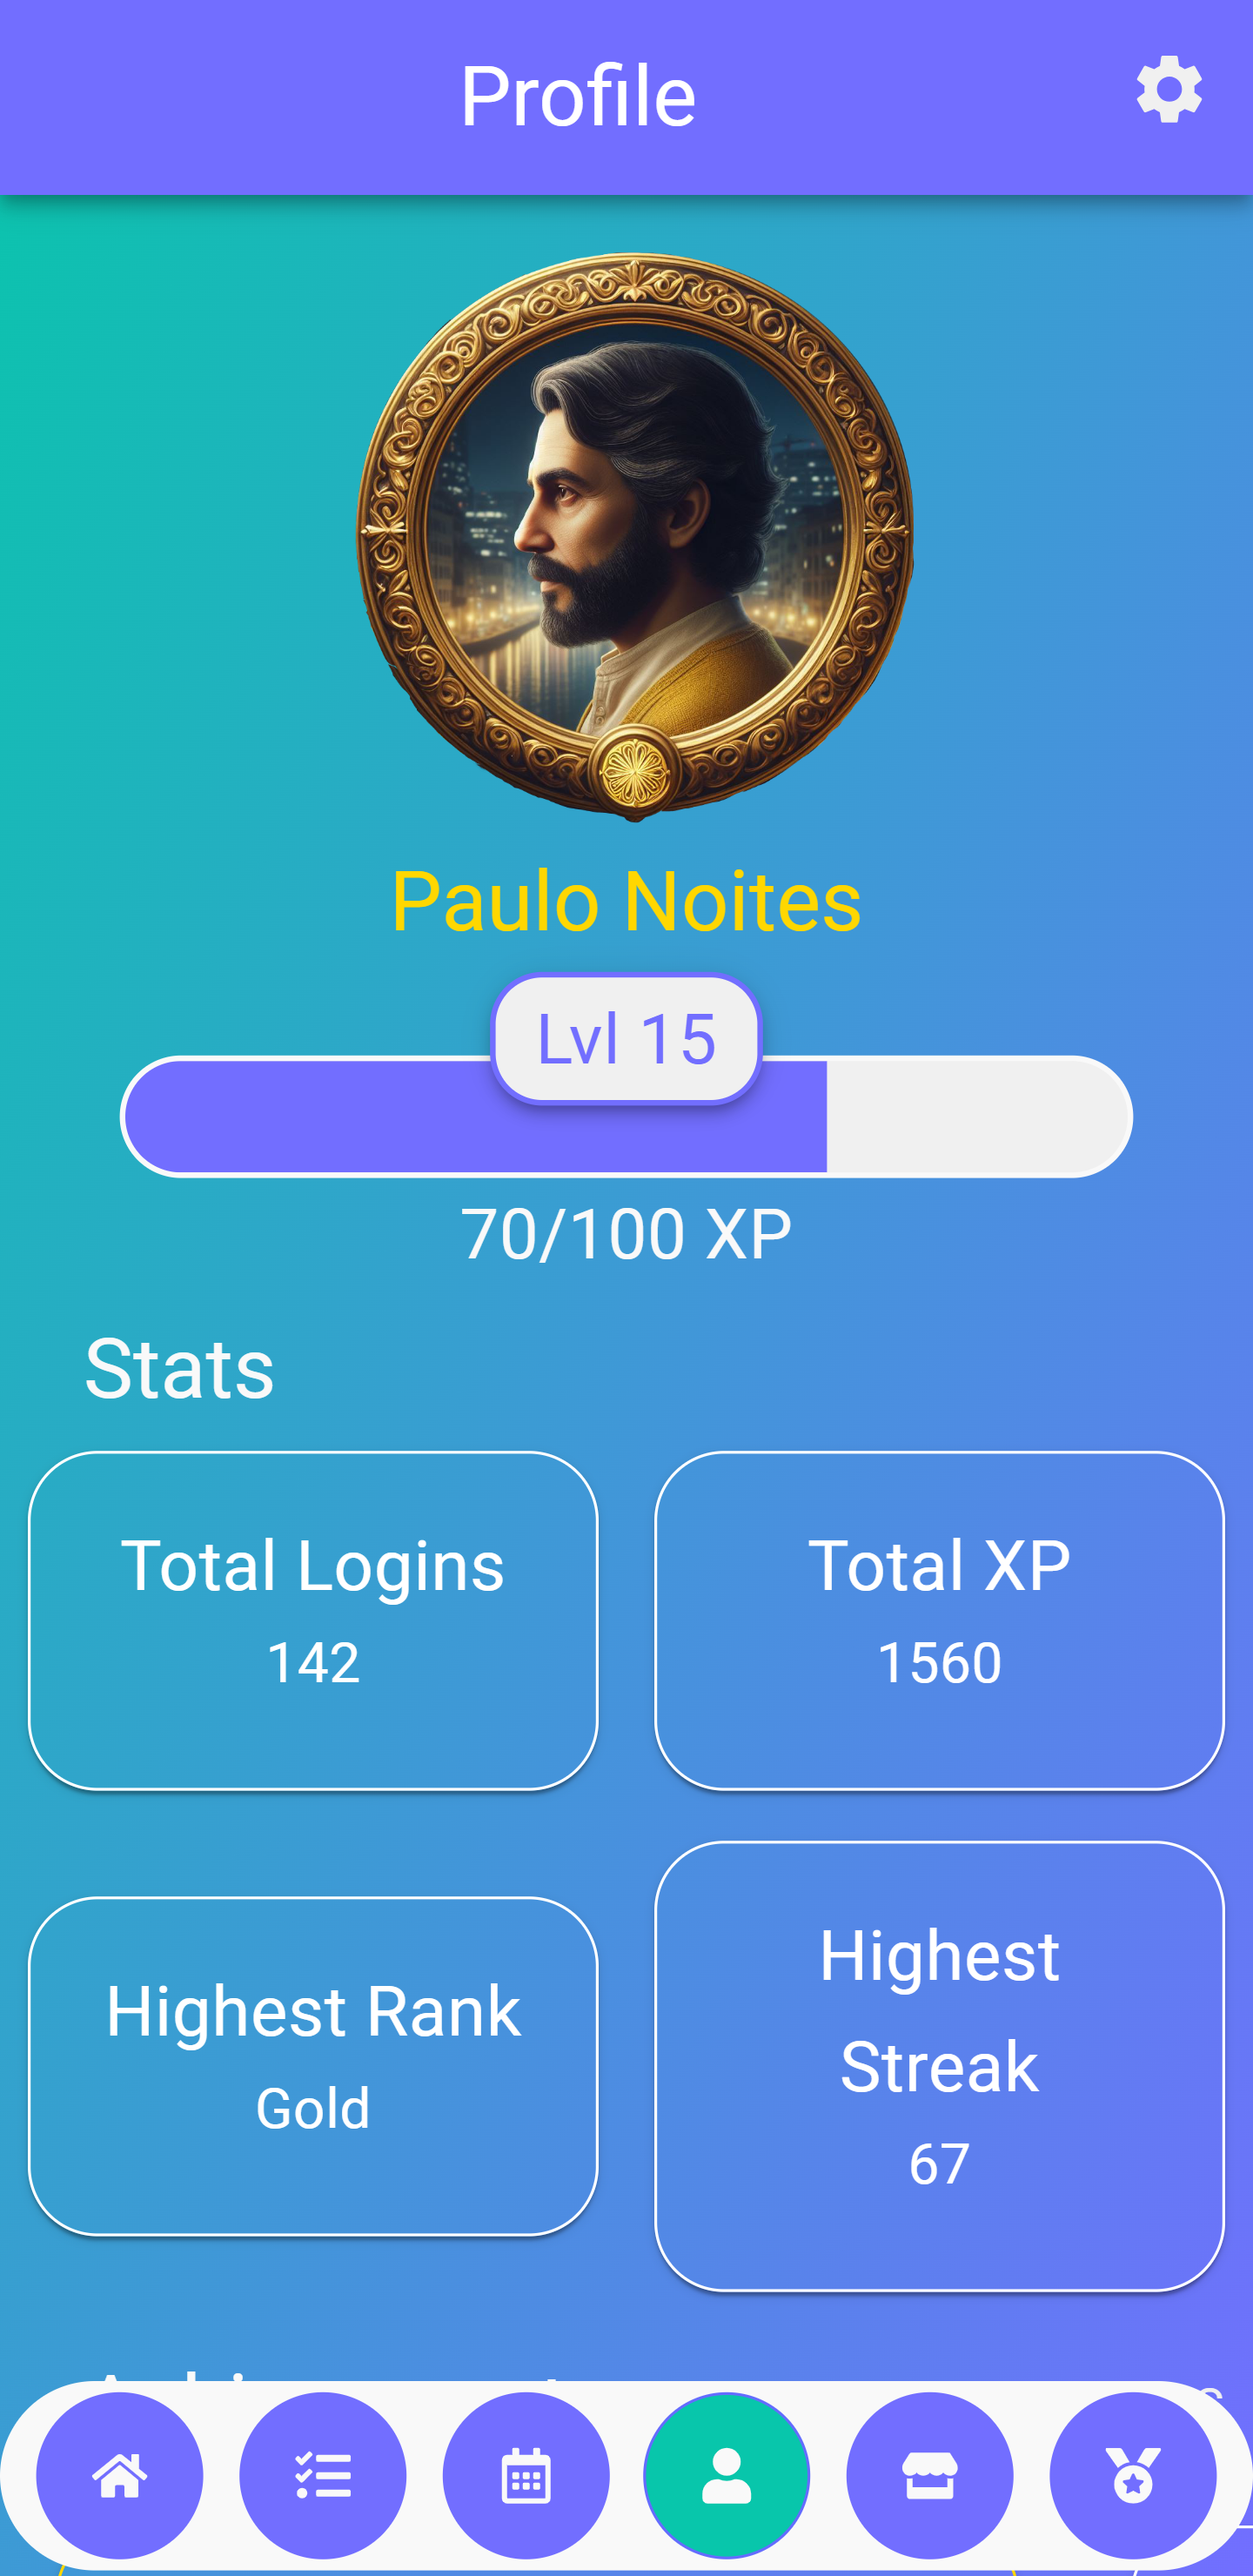 Profile
Paulo Noites
Lvl 15
70/100 XP
Stats
Total Logins
142
Total XP
1560
Highest Rank
Gold
Highest
Streak
67